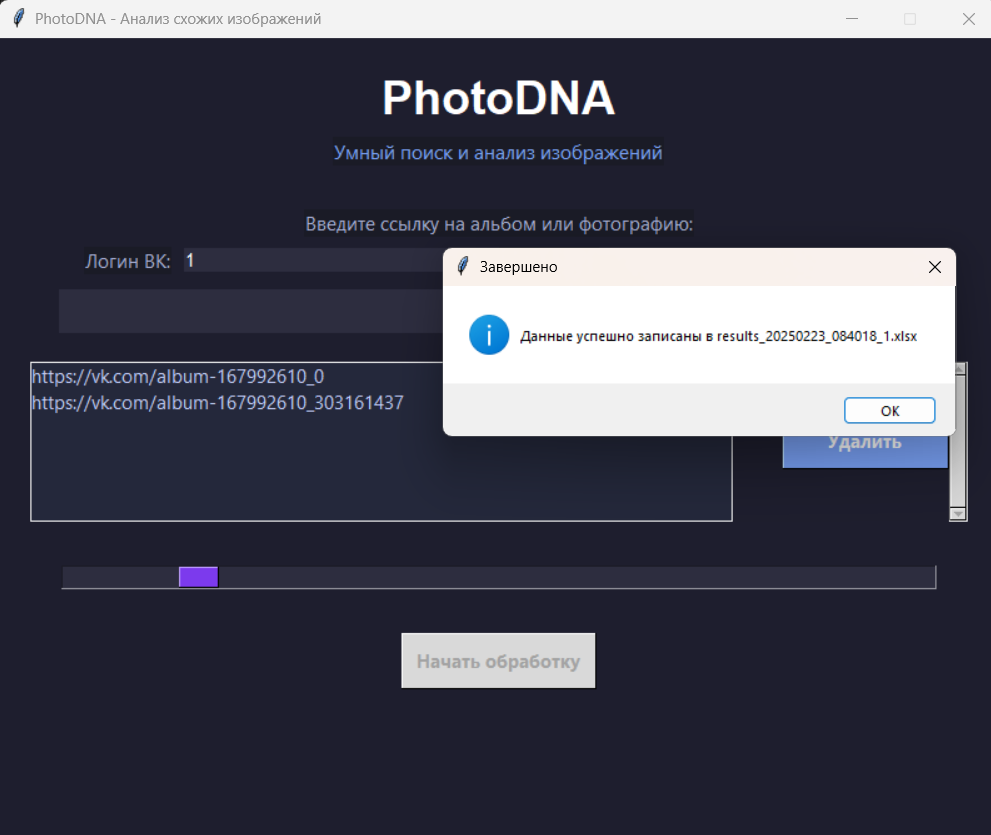 PhotoDNA - Анализ схожих изображений
PhotoDNA
Умный поиск и анализ изображений
Введите ссылку на альбом или фотографию:
Логин ВК: 1
Завершено
Данные успешно записаны в results_20250223_084018_1.xlsx
OK
https://vk.com/album-167992610_0
https://vk.com/album-167992610_303161437
Удалить
Начать обработку